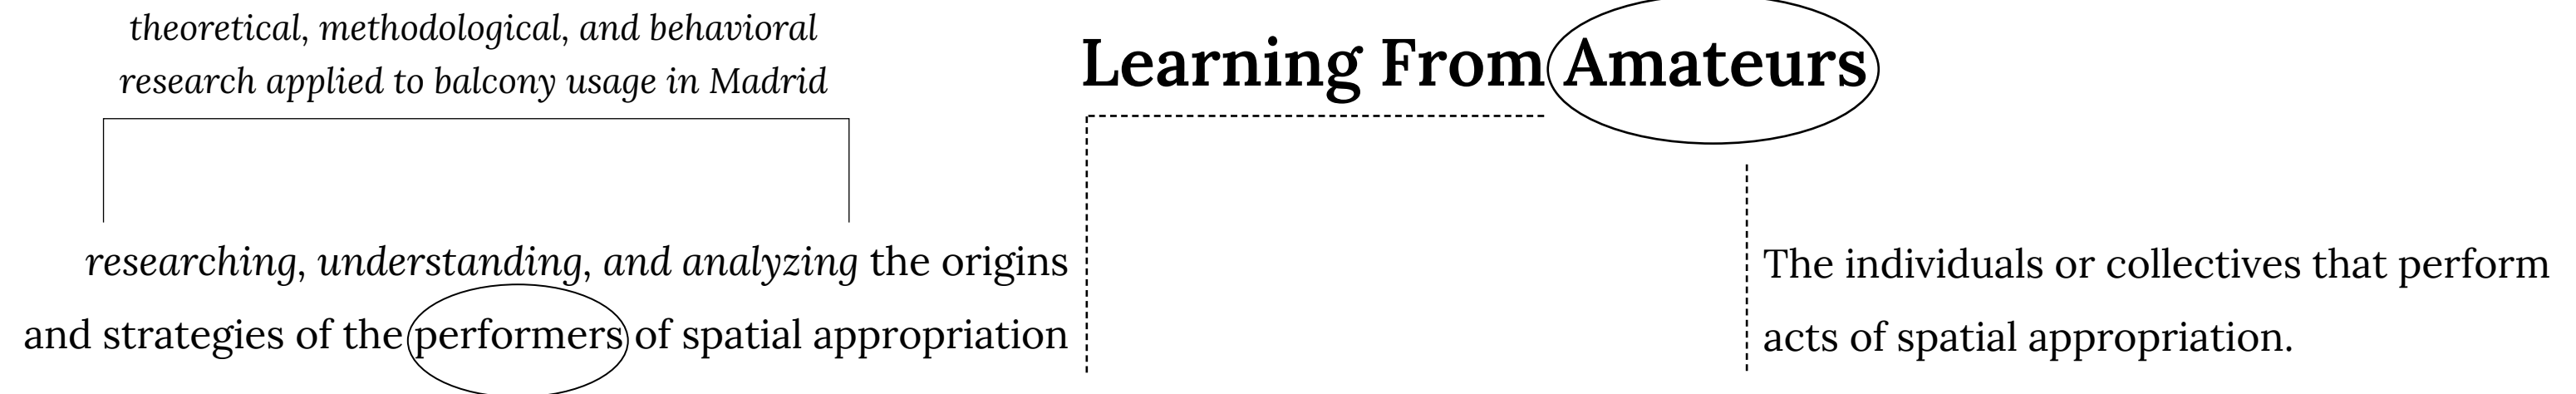 theoretical, methodological, and behavioral
research applied to balcony usage in Madrid
Learning From Amateurs
researching, understanding, and analyzing the origins
and strategies of the performers of spatial appropriation
The individuals or collectives that perform
acts of spatial appropriation.